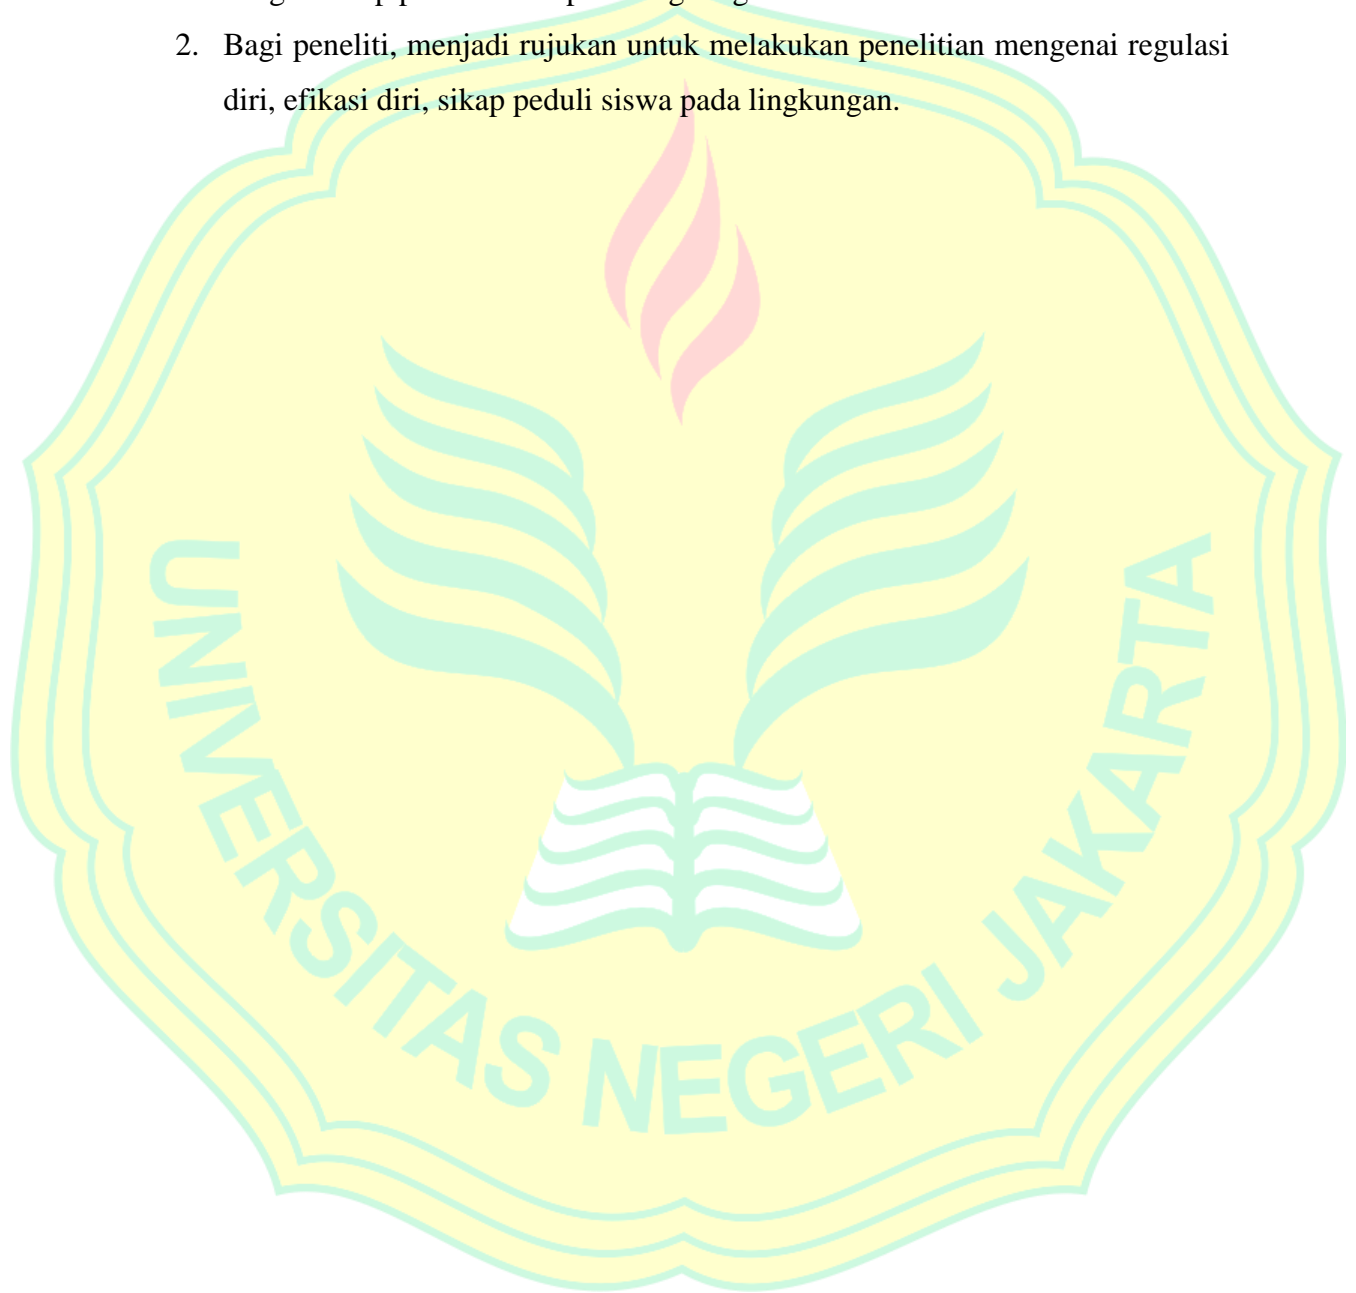 2. Bagi peneliti, menjadi rujukan untuk melakukan penelitian mengenai regulasi
diri, efikasi diri, sikap peduli siswa pada lingkungan.
UNIVERSITAS NEGERI JAKARTA